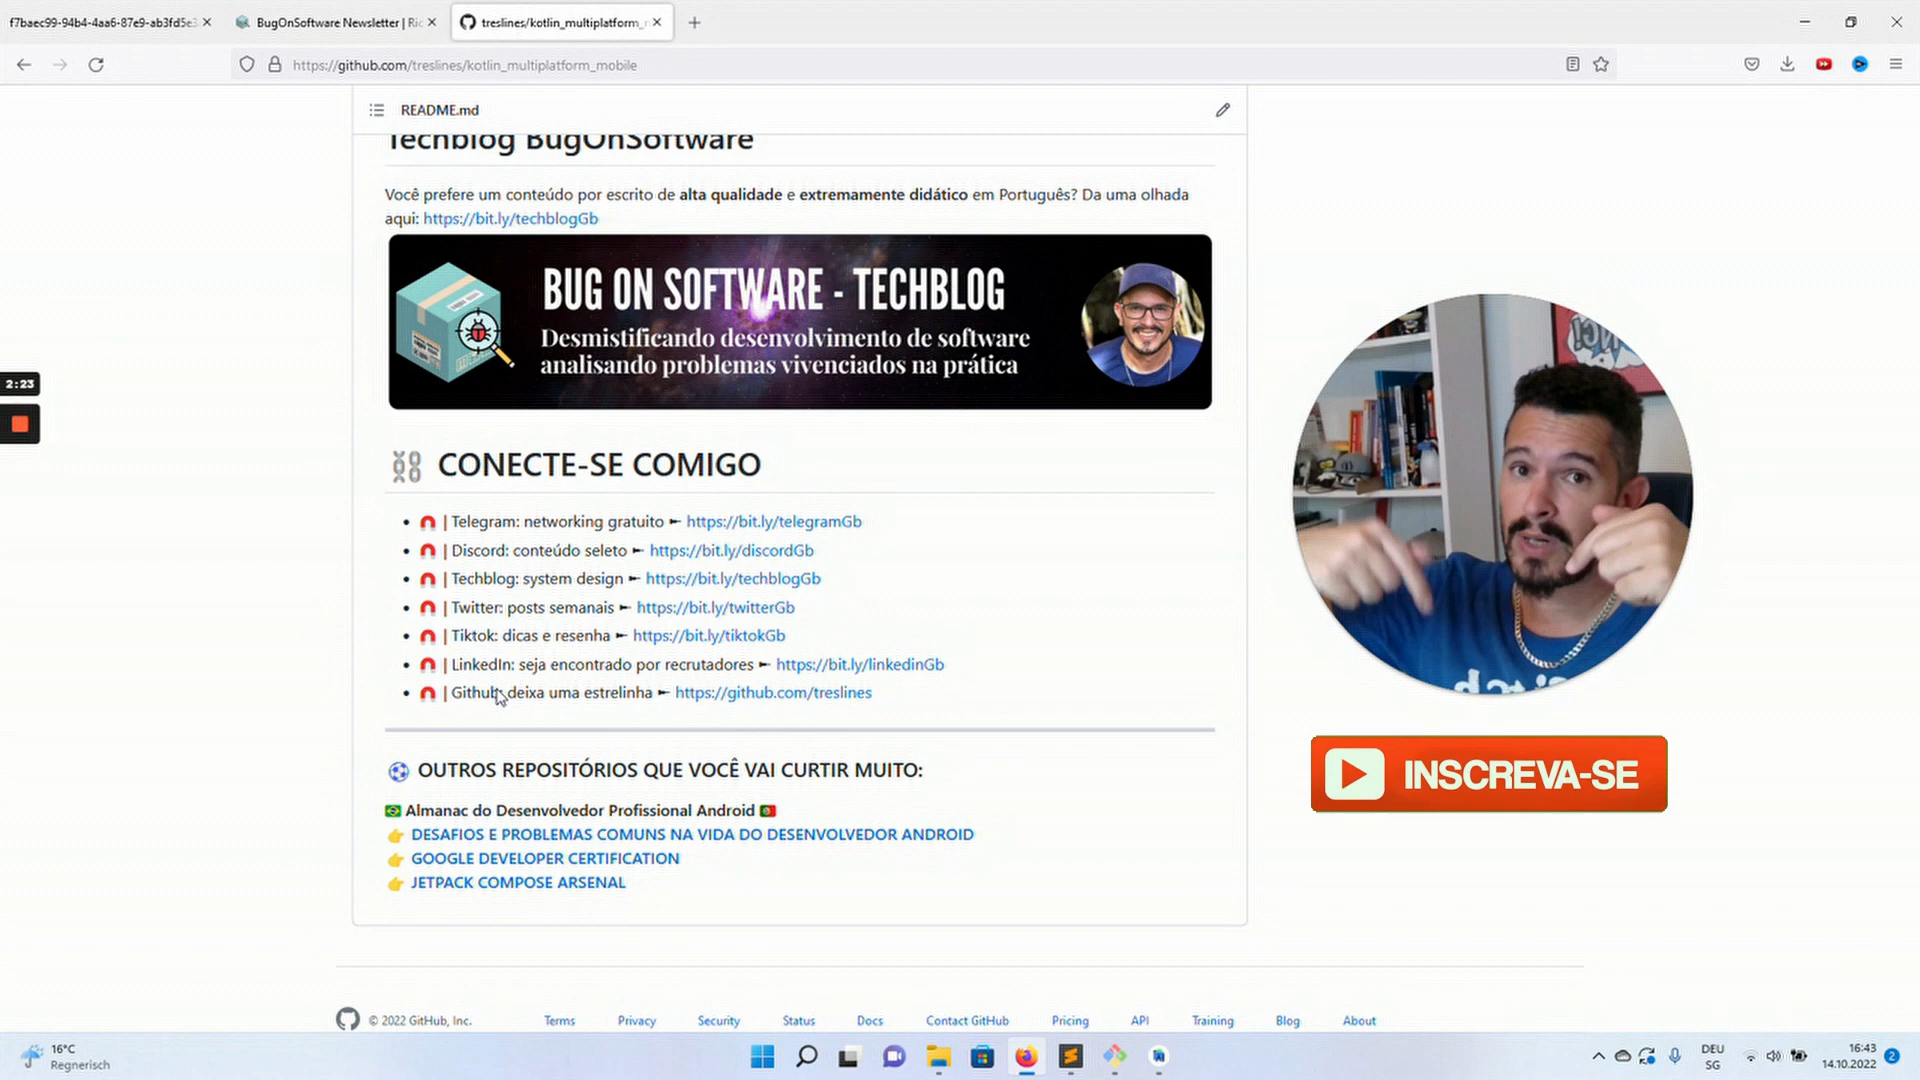 f7baec99-94b4-4aa6-87e9-ab3fd5e3
BugOnSoftware Newsletter | Ric
treslines/kotlin_multiplatform_
https://github.com/treslines/kotlin_multiplatform_mobile
README.md
Techblog BugOnSoftware
Você prefere um conteúdo por escrito de alta qualidade e extremamente didático em Português? Da uma olhada
aqui: https://bit.ly/techblogGb
BUG ON SOFTWARE - TECHBLOG
Desmistificando desenvolvimento de software
analisando problemas vivenciados na prática
2:23
CONECTE-SE COMIGO
| Telegram: networking gratuito ► https://bit.ly/telegramGb
| Discord: conteúdo seleto ► https://bit.ly/discordGb
| Techblog: system design ► https://bit.ly/techblogGb
| Twitter: posts semanais ► https://bit.ly/twitterGb
| Tiktok: dicas e resenha ► https://bit.ly/tiktokGb
| LinkedIn: seja encontrado por recrutadores ► https://bit.ly/linkedinGb
| Github: deixa uma estrelinha ► https://github.com/treslines
INSCREVA-SE
OUTROS REPOSITÓRIOS QUE VOCÊ VAI CURTIR MUITO:
Almanac do Desenvolvedor Profissional Android
DESAFIOS E PROBLEMAS COMUNS NA VIDA DO DESENVOLVEDOR ANDROID
GOOGLE DEVELOPER CERTIFICATION
JETPACK COMPOSE ARSENAL
© 2022 GitHub, Inc. Terms Privacy Security Status Docs Contact GitHub Pricing API Training Blog About
16°C
Regnerisch
DEU
SG
16:43
14.10.2022
2